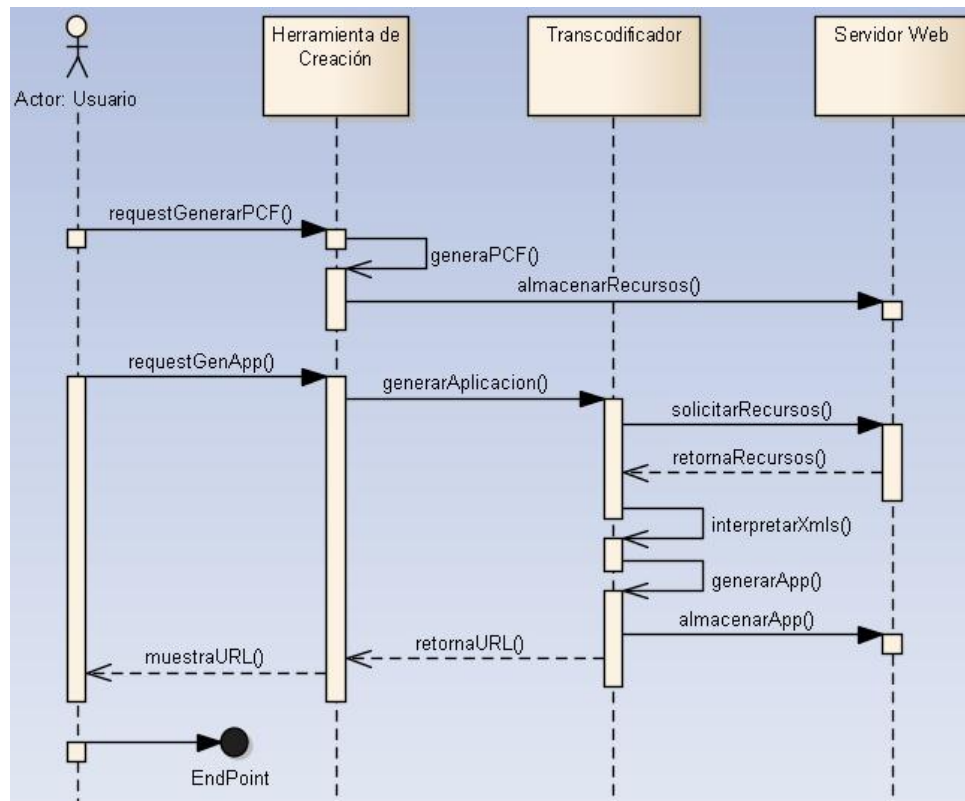 Actor: Usuario
Herramienta de
Creación
Transcodificador
Servidor Web
requestGenerarPCF()
generaPCF()
almacenarRecursos()
requestGenApp()
generarAplicacion()
solicitarRecursos()
retornaRecursos()
interpretarXmls()
generarApp()
almacenarApp()
retornaURL()
muestraURL()
EndPoint